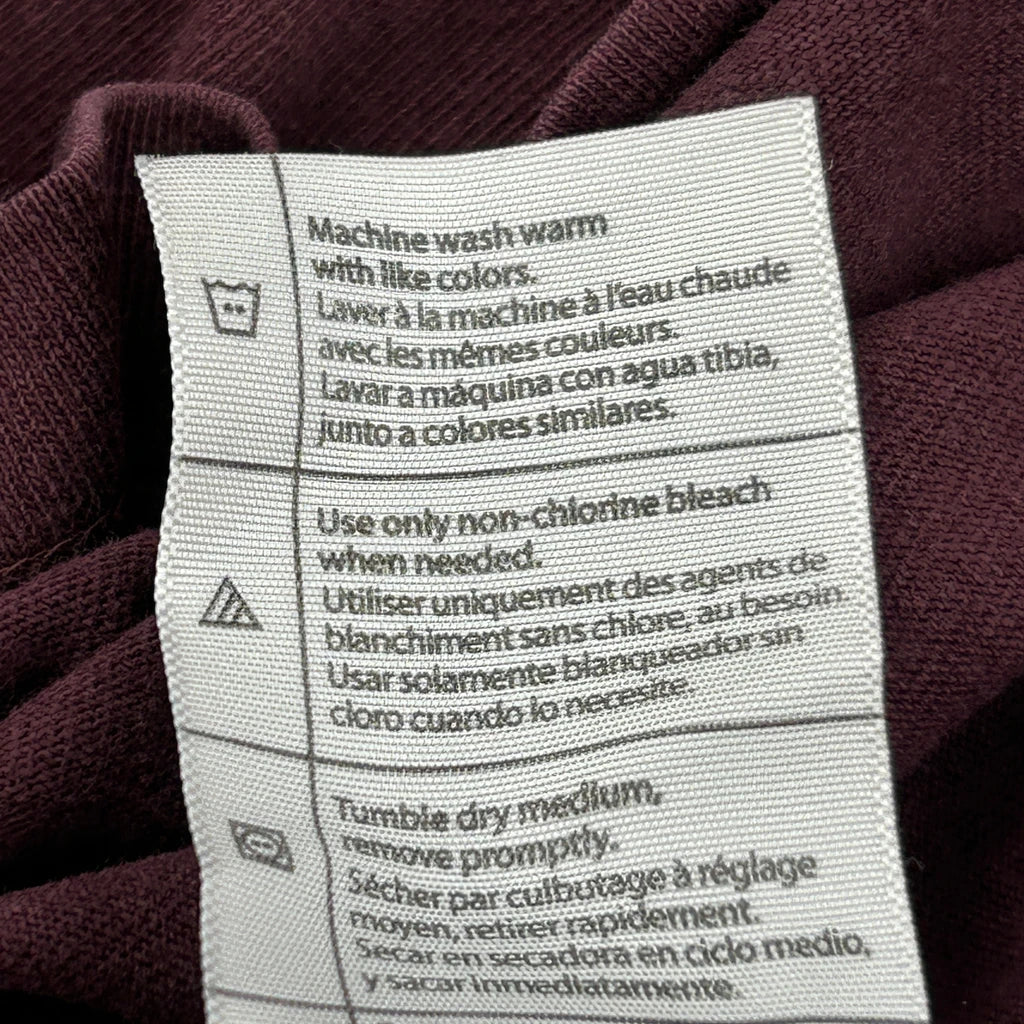 Machine wash warm
with like colors.
Laver à la machine à l'eau chaude
avec les mêmes couleurs.
Lavar a máquina con agua tibia,
junto a colores similares.
Use only non-chlorine bleach
when needed.
Utiliser uniquement des agents de
blanchiment sans chlore, au besoin.
Usar solamente blanqueador sin
cloro cuando lo necesite.
Tumble dry medium,
remove promptly.
Sécher par culbutage à réglage
moyen, retirer rapidement.
Secar en secadora en ciclo medio,
y sacar inmediatamente.